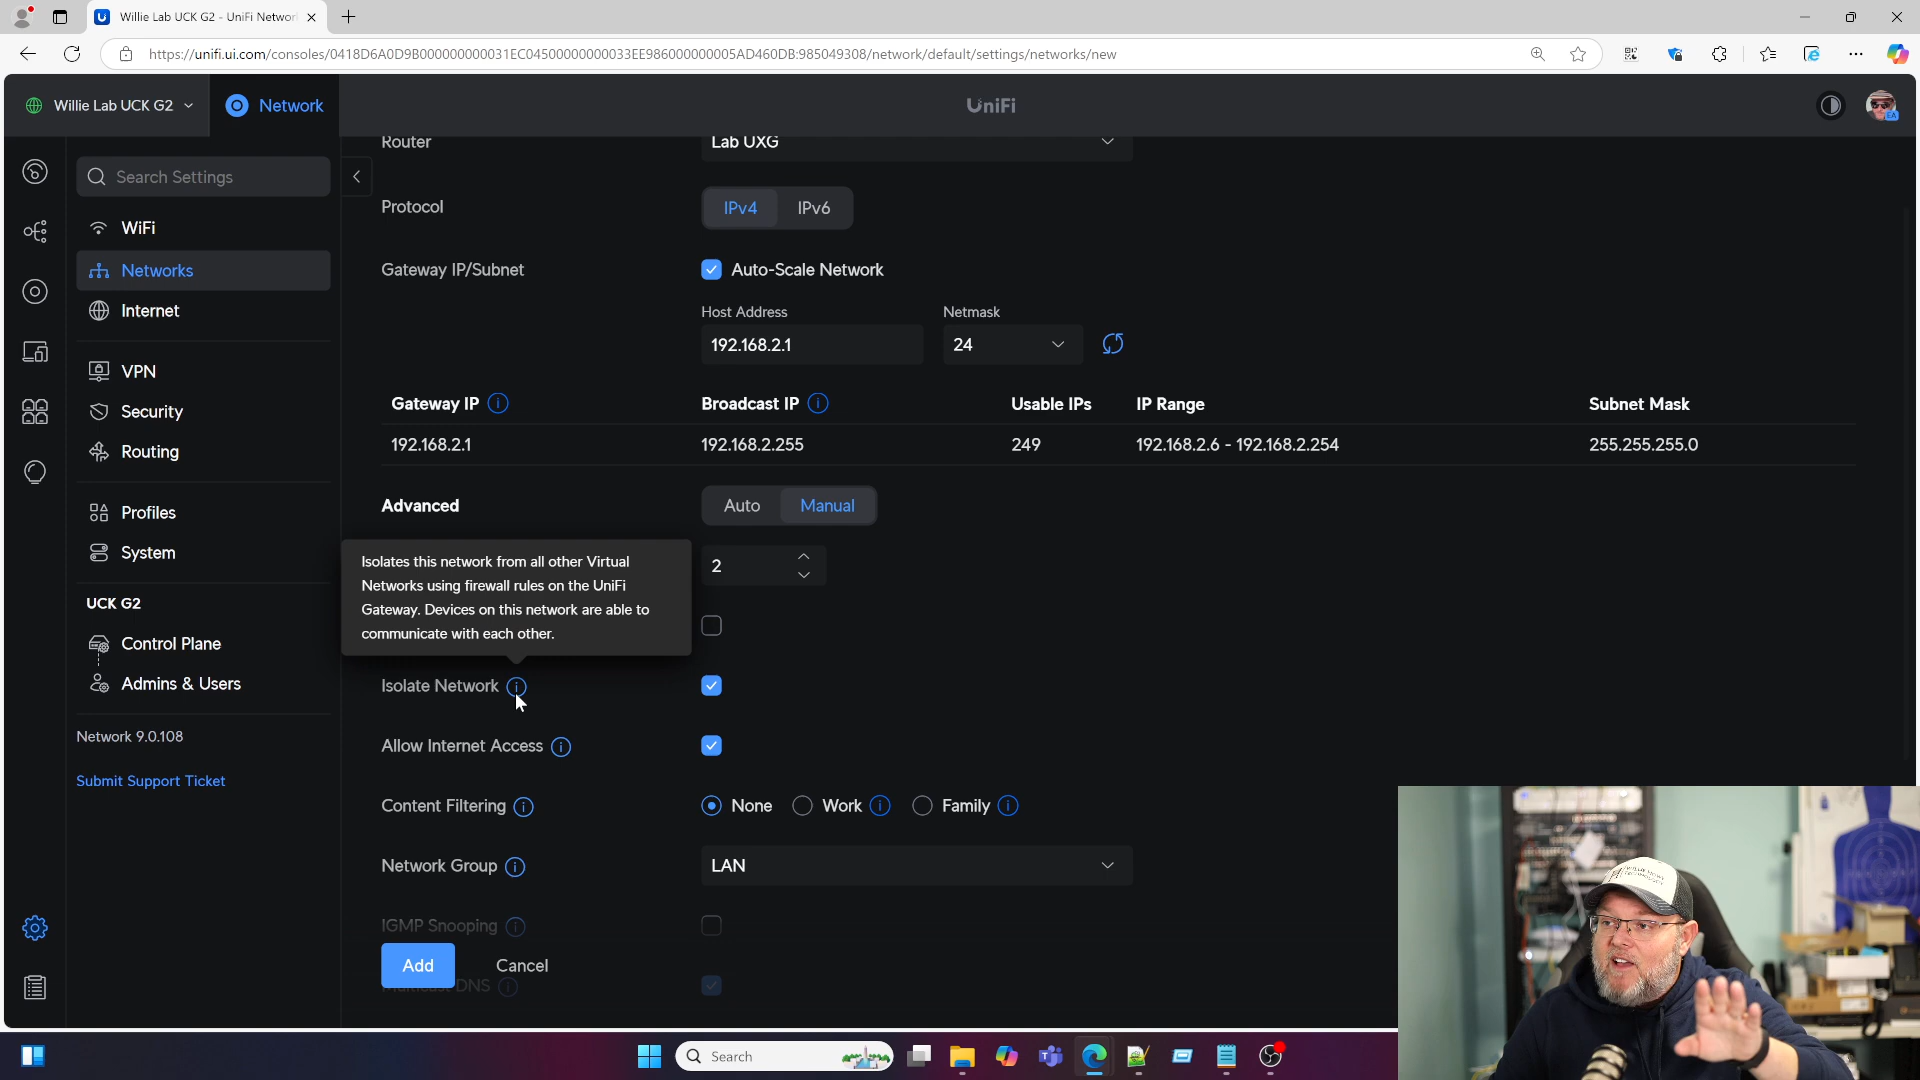 Willie Lab UCK G2 - UniFi Networ
https://unifi.ui.com/consoles/0418D6A0D9B000000000031EC04500000000033EE986000000005AD460DB:985049308/network/default/settings/networks/new
Willie Lab UCK G2
Network
UniFi
Search Settings
WiFi
Networks
Internet
VPN
Security
Routing
Profiles
System
UCK G2
Control Plane
Admins & Users
Network 9.0.108
Submit Support Ticket
Router
Lab UXG
Protocol
IPv4
IPv6
Gateway IP/Subnet
Auto-Scale Network
Host Address
Netmask
192.168.2.1
24
Gateway IP
Broadcast IP
Usable IPs
IP Range
Subnet Mask
192.168.2.1
192.168.2.255
249
192.168.2.6 - 192.168.2.254
255.255.255.0
Advanced
Auto
Manual
Isolates this network from all other Virtual
Networks using firewall rules on the UniFi
Gateway. Devices on this network are able to
communicate with each other.
2
Isolate Network
Allow Internet Access
Content Filtering
None
Work
Family
Network Group
LAN
IGMP Snooping
Add
Cancel
DNS
Search